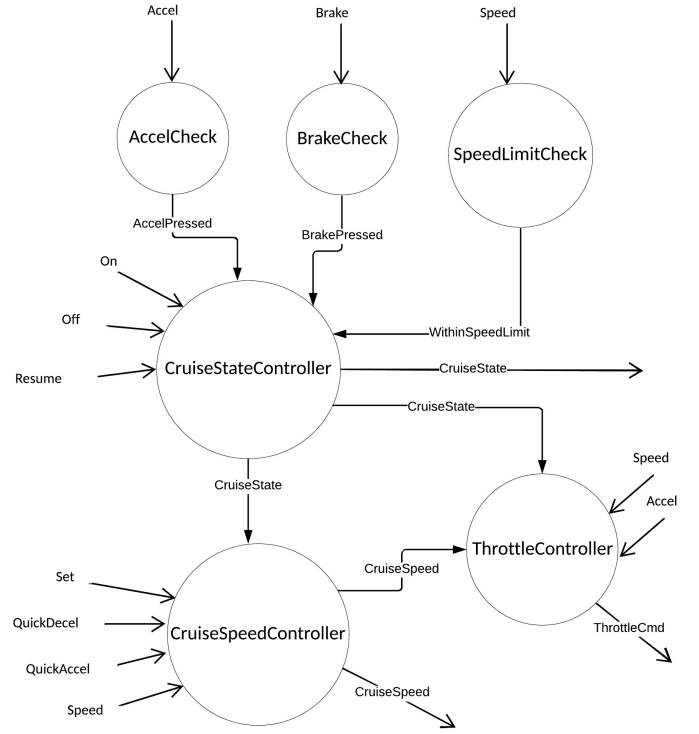 Accel
Brake
Speed
AccelCheck
BrakeCheck
SpeedLimitCheck
AccelPressed
BrakePressed
On
Off
WithinSpeedLimit
Resume
CruiseStateController
CruiseState
CruiseState
CruiseState
Speed
Accel
ThrottleController
CruiseSpeed
Set
QuickDecel
CruiseSpeedController
ThrottleCmd
QuickAccel
CruiseSpeed
Speed